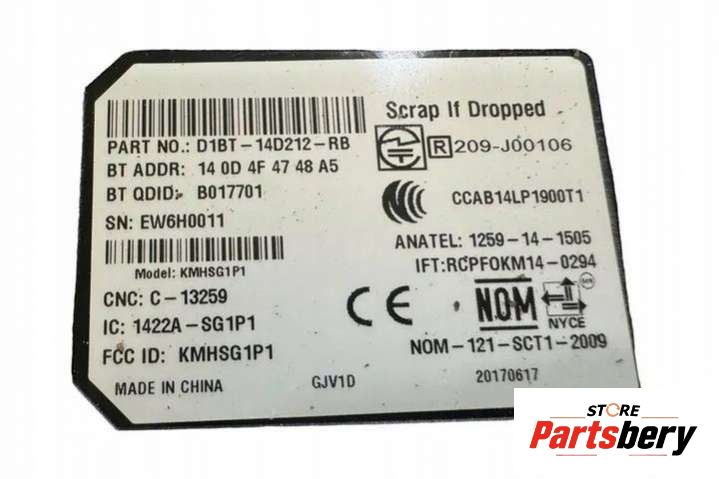 Scrap If Dropped
PART NO.: D1BT-14D212-RB
R 209-J00106
BT ADDR: 14 0D 4F 47 48 A5
BT QDID: B017701
CCAB14LP1900T1
SN: EW6H0011
ANATEL: 1259-14-1505
Model: KMHSG1P1
IFT:RCPFOKM14-0294
CNC: C-13259
CE
NOM
NYCE
IC: 1422A-SG1P1
FCC ID: KMHSG1P1
NOM-121-SCT1-2009
MADE IN CHINA
GJV1D
20170617
STORE
Partsbery